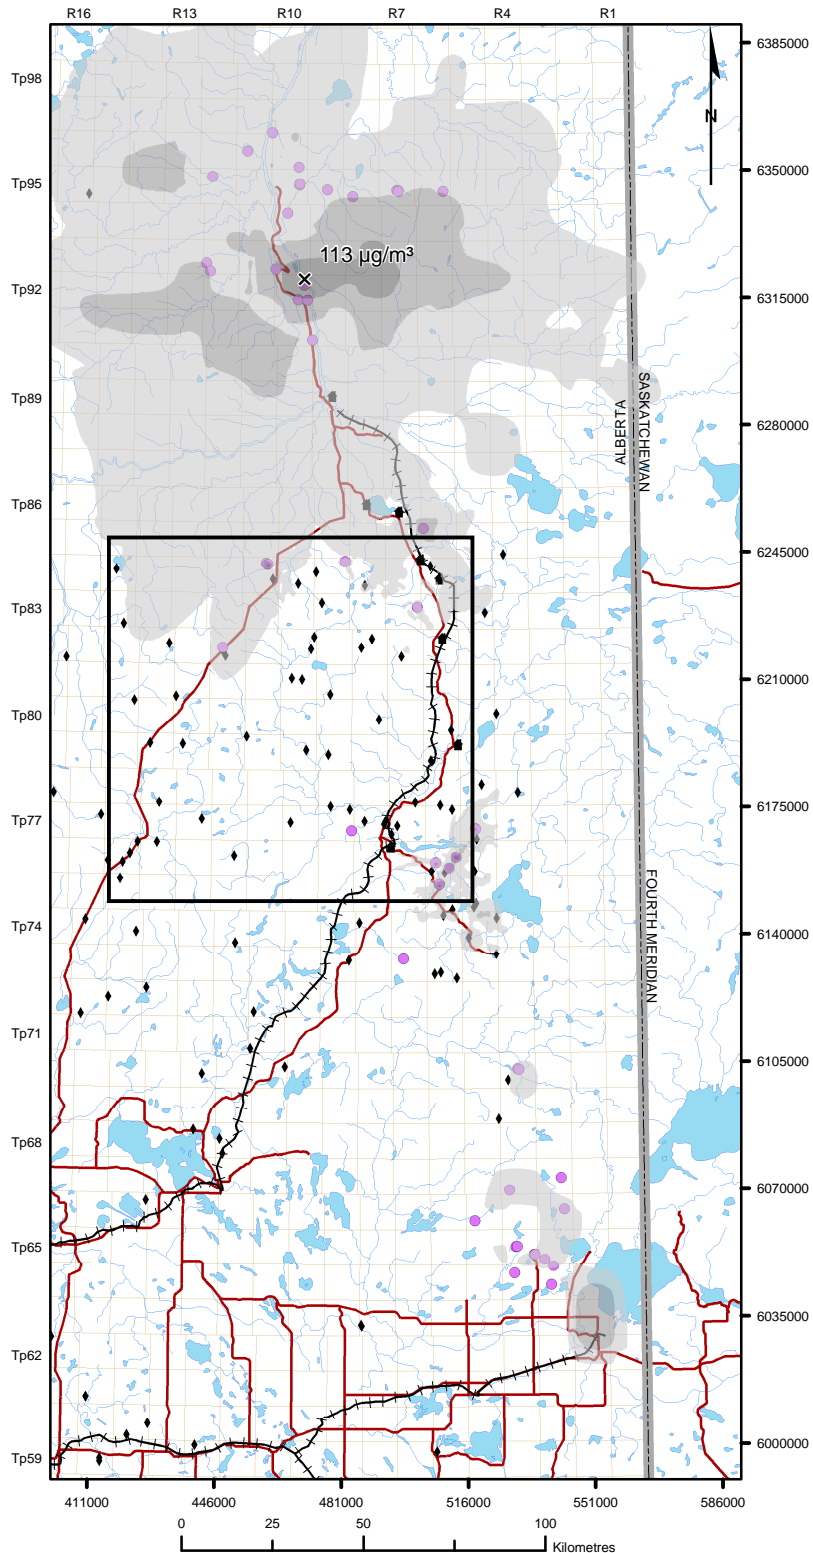 R16 R13 R10 R7 R4 R1
6385000
Tp98
N
6350000
Tp95
113 µg/m³
Tp92
6315000
Tp89
ALBERTA
SASKATCHEWAN
6280000
Tp86
6245000
Tp83
6210000
Tp80
6175000
Tp77
FOURTH MERIDIAN
Tp74
6140000
Tp71
6105000
Tp68
6070000
Tp65
6035000
Tp62
6000000
Tp59
411000 446000 481000 516000 551000 586000
0 25 50 100
Kilometres